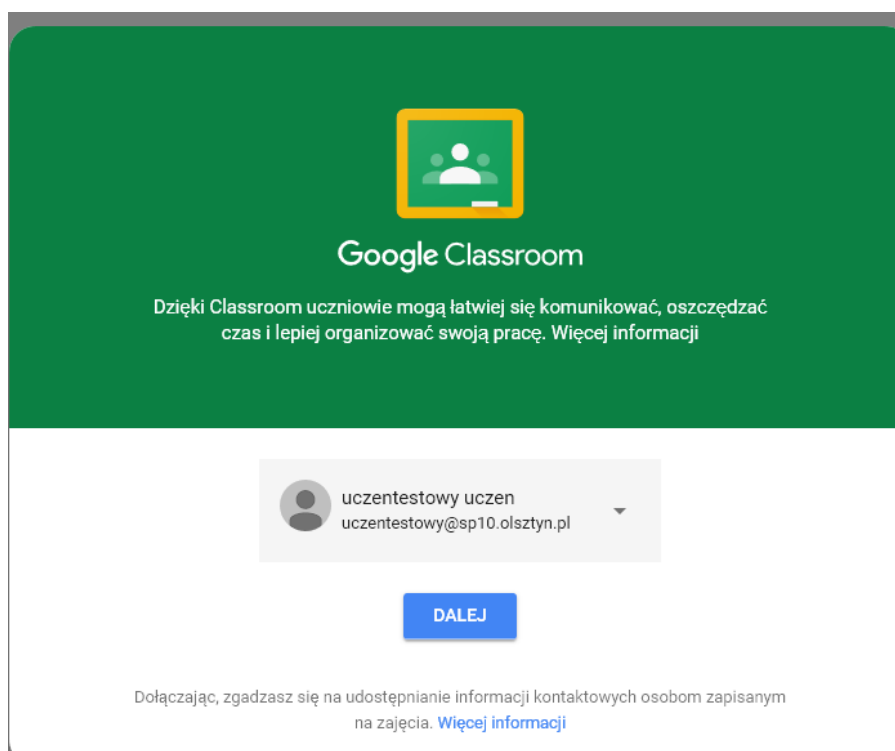 Google Classroom
Dzięki Classroom uczniowie mogą łatwiej się komunikować, oszczędzać
czas i lepiej organizować swoją pracę. Więcej informacji
uczentestowy uczen
uczentestowy@sp10.olsztyn.pl
DALEJ
Dołączając, zgadzasz się na udostępnianie informacji kontaktowych osobom zapisanym
na zajęcia. Więcej informacji